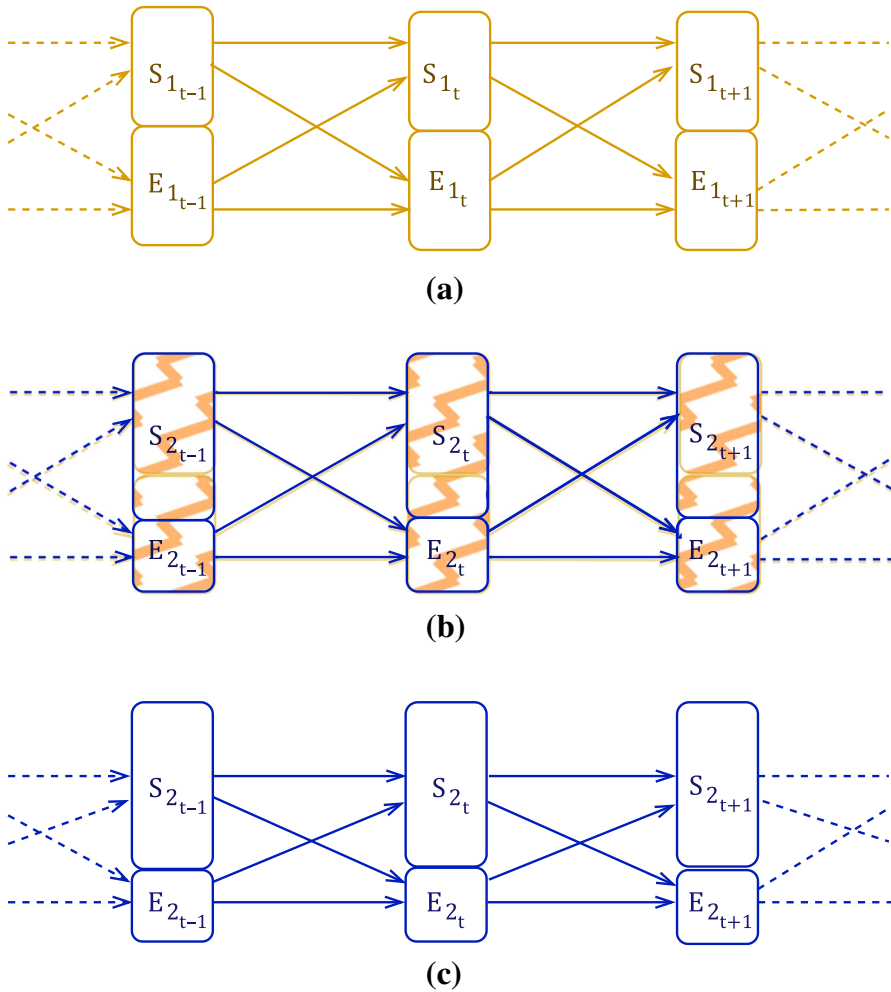 S1t−1 S1t S1t+1
E1t−1 E1t E1t+1
(a)
S2t−1 S2t S2t+1
E2t−1 E2t E2t+1
(b)
S2t−1 S2t S2t+1
E2t−1 E2t E2t+1
(c)